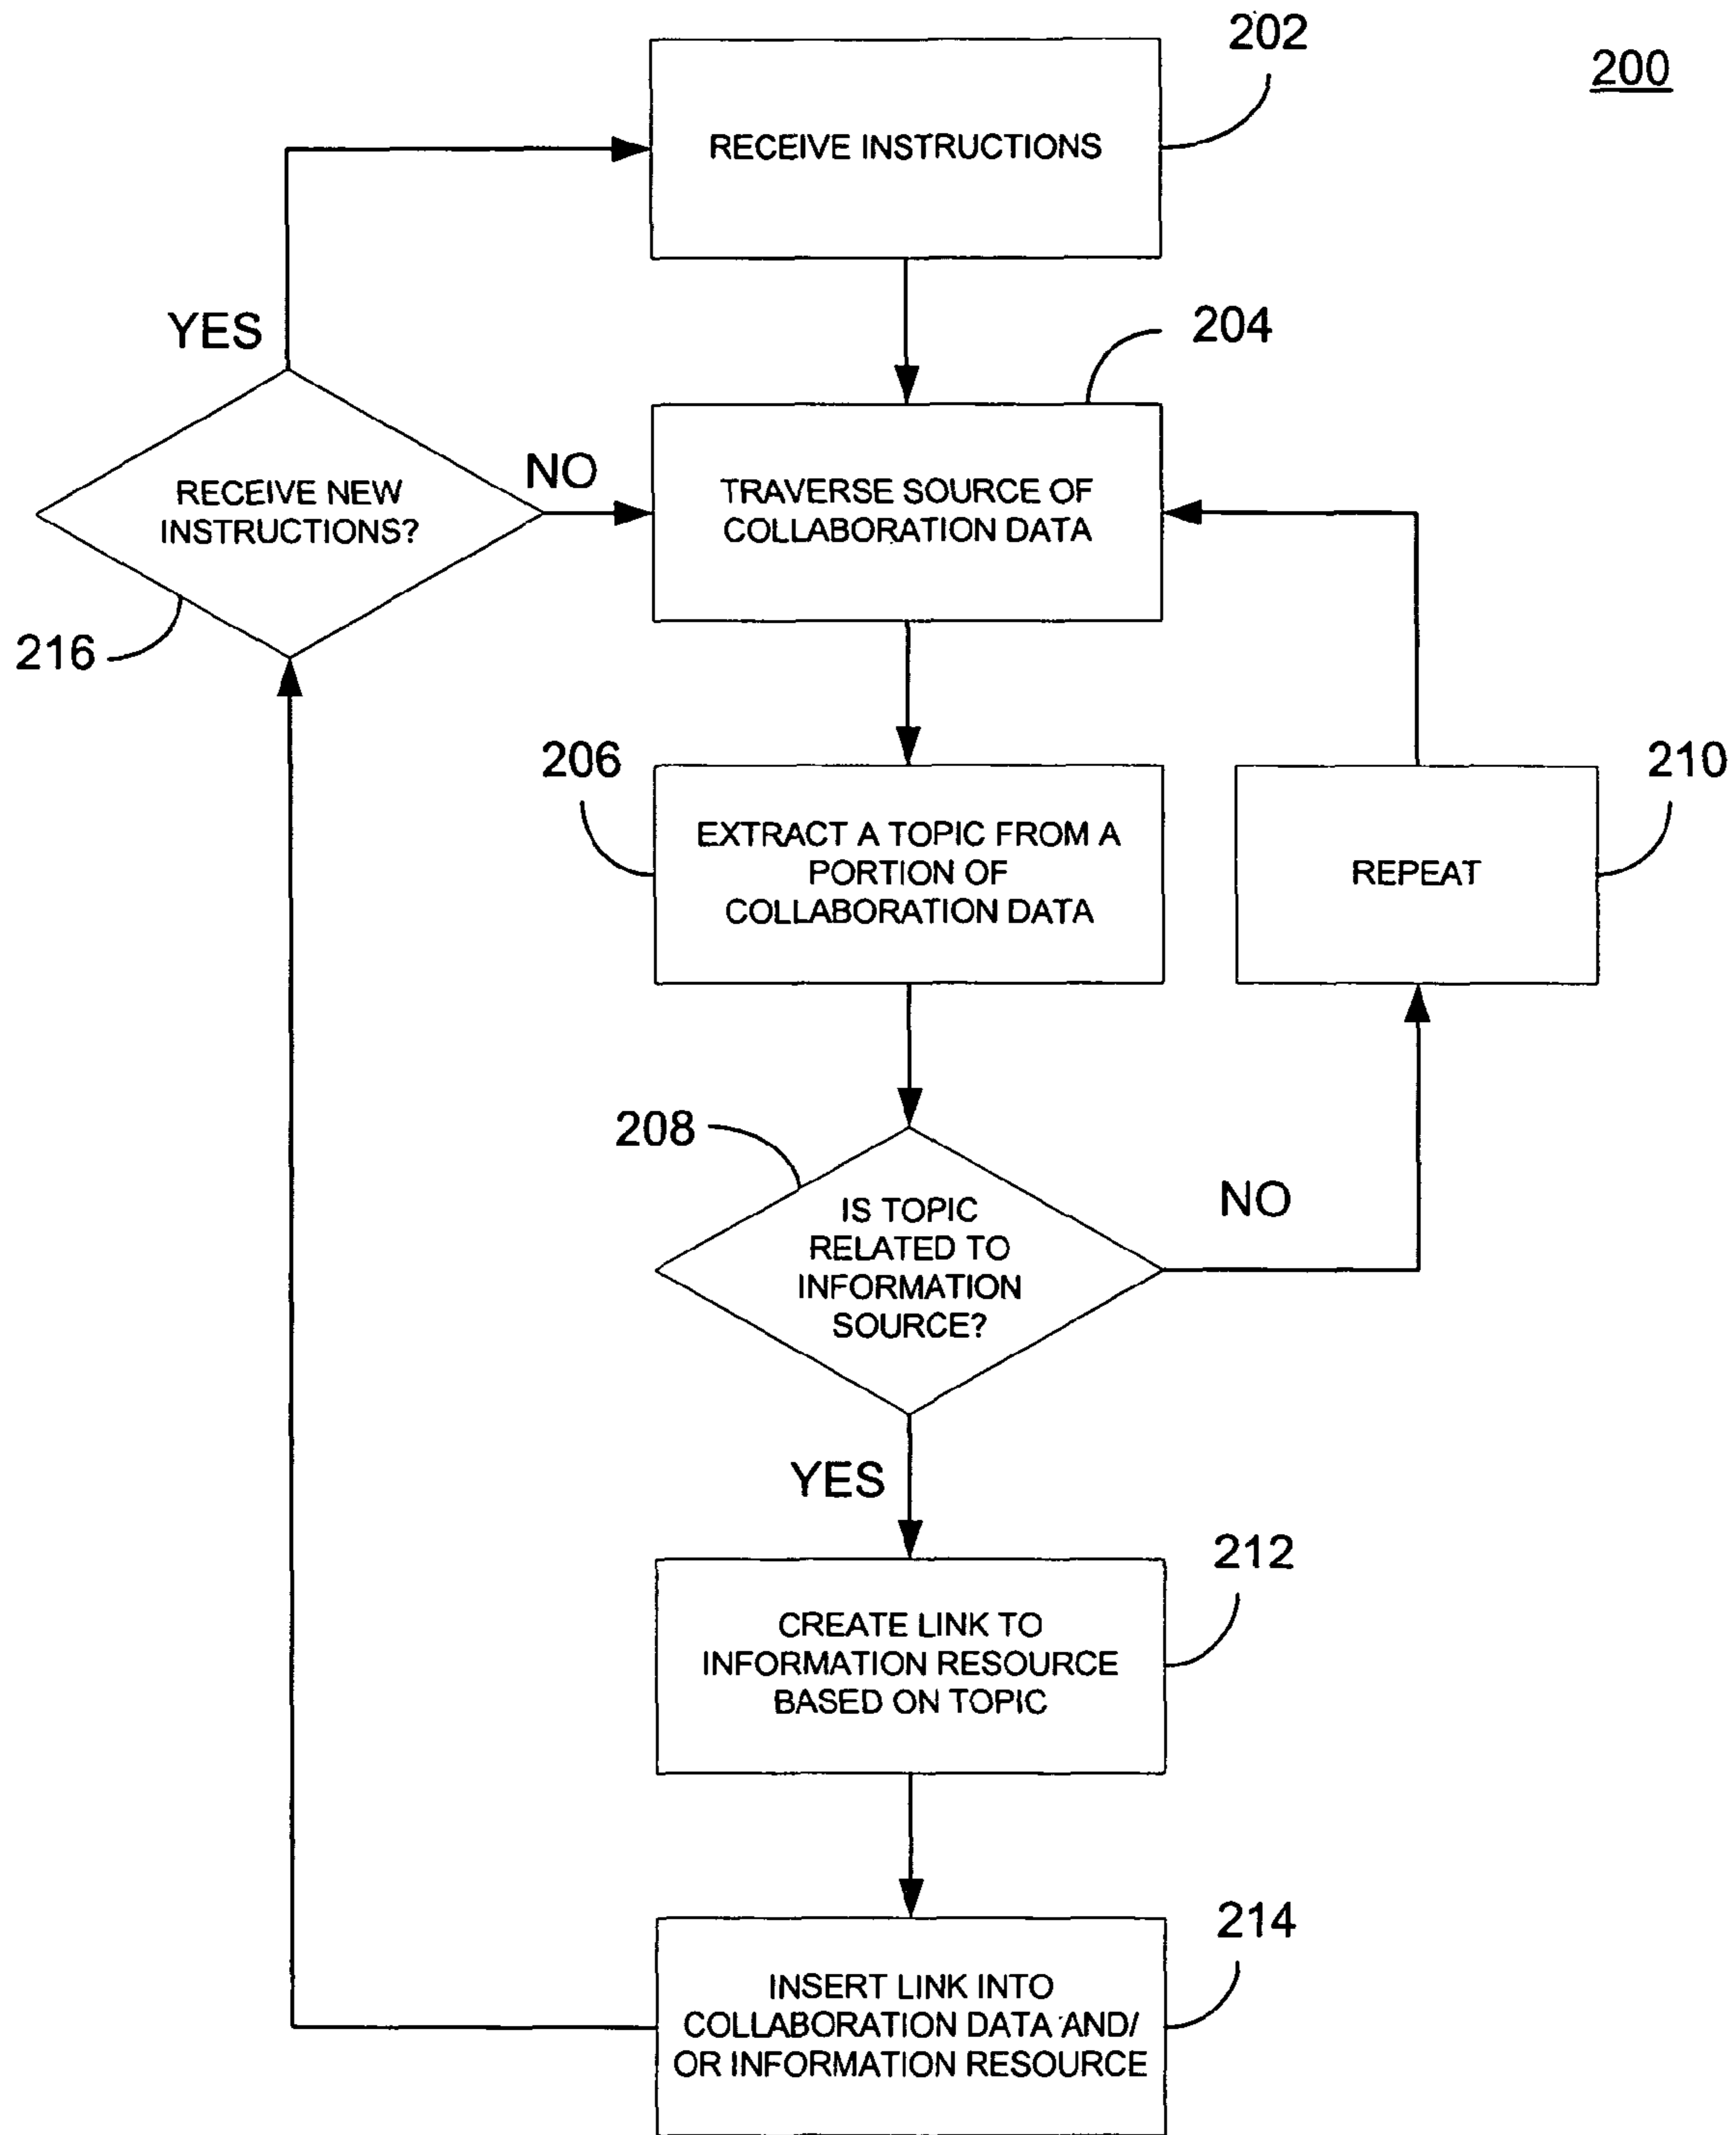 202
200
RECEIVE INSTRUCTIONS
YES
204
RECEIVE NEW
INSTRUCTIONS?
NO
TRAVERSE SOURCE OF
COLLABORATION DATA
216
206
210
EXTRACT A TOPIC FROM A
PORTION OF
COLLABORATION DATA
REPEAT
208
IS TOPIC
RELATED TO
INFORMATION
SOURCE?
NO
YES
212
CREATE LINK TO
INFORMATION RESOURCE
BASED ON TOPIC
214
INSERT LINK INTO
COLLABORATION DATA AND/
OR INFORMATION RESOURCE